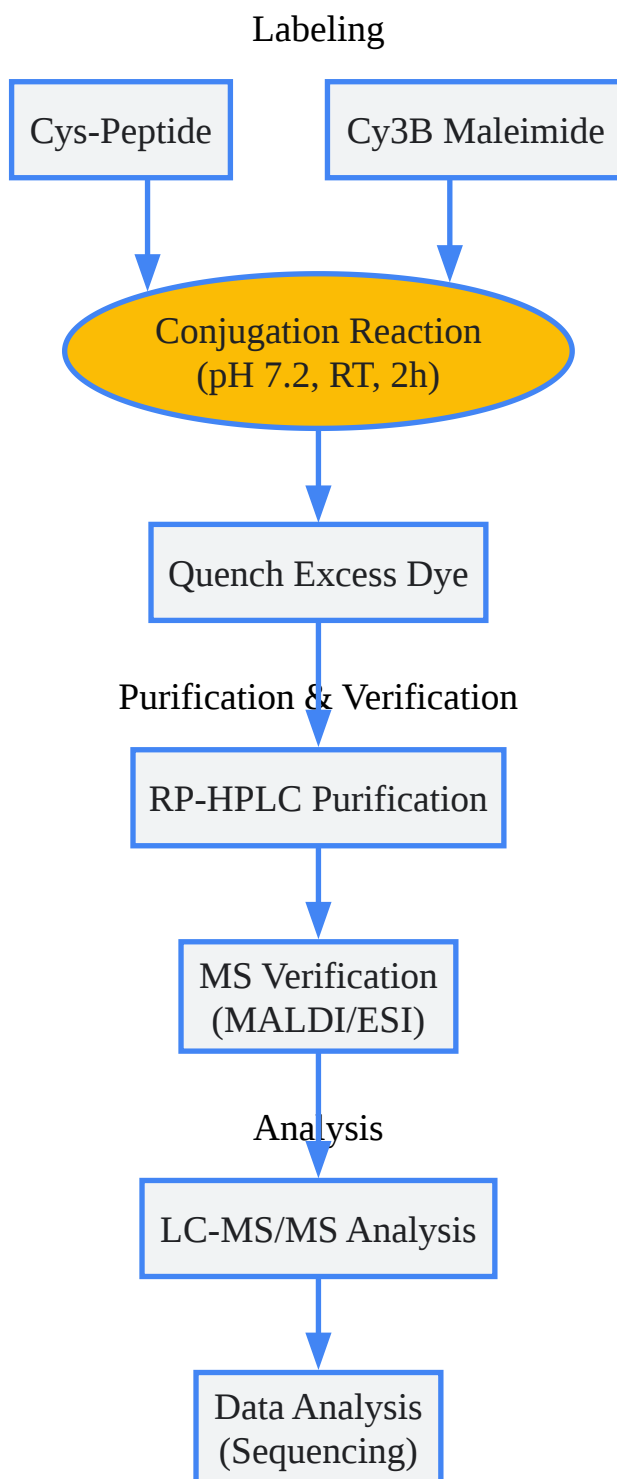 Labeling
Cys-Peptide
Cy3B Maleimide
Conjugation Reaction
(pH 7.2, RT, 2h)
Quench Excess Dye
Purification & Verification
RP-HPLC Purification
MS Verification
(MALDI/ESI)
Analysis
LC-MS/MS Analysis
Data Analysis
(Sequencing)